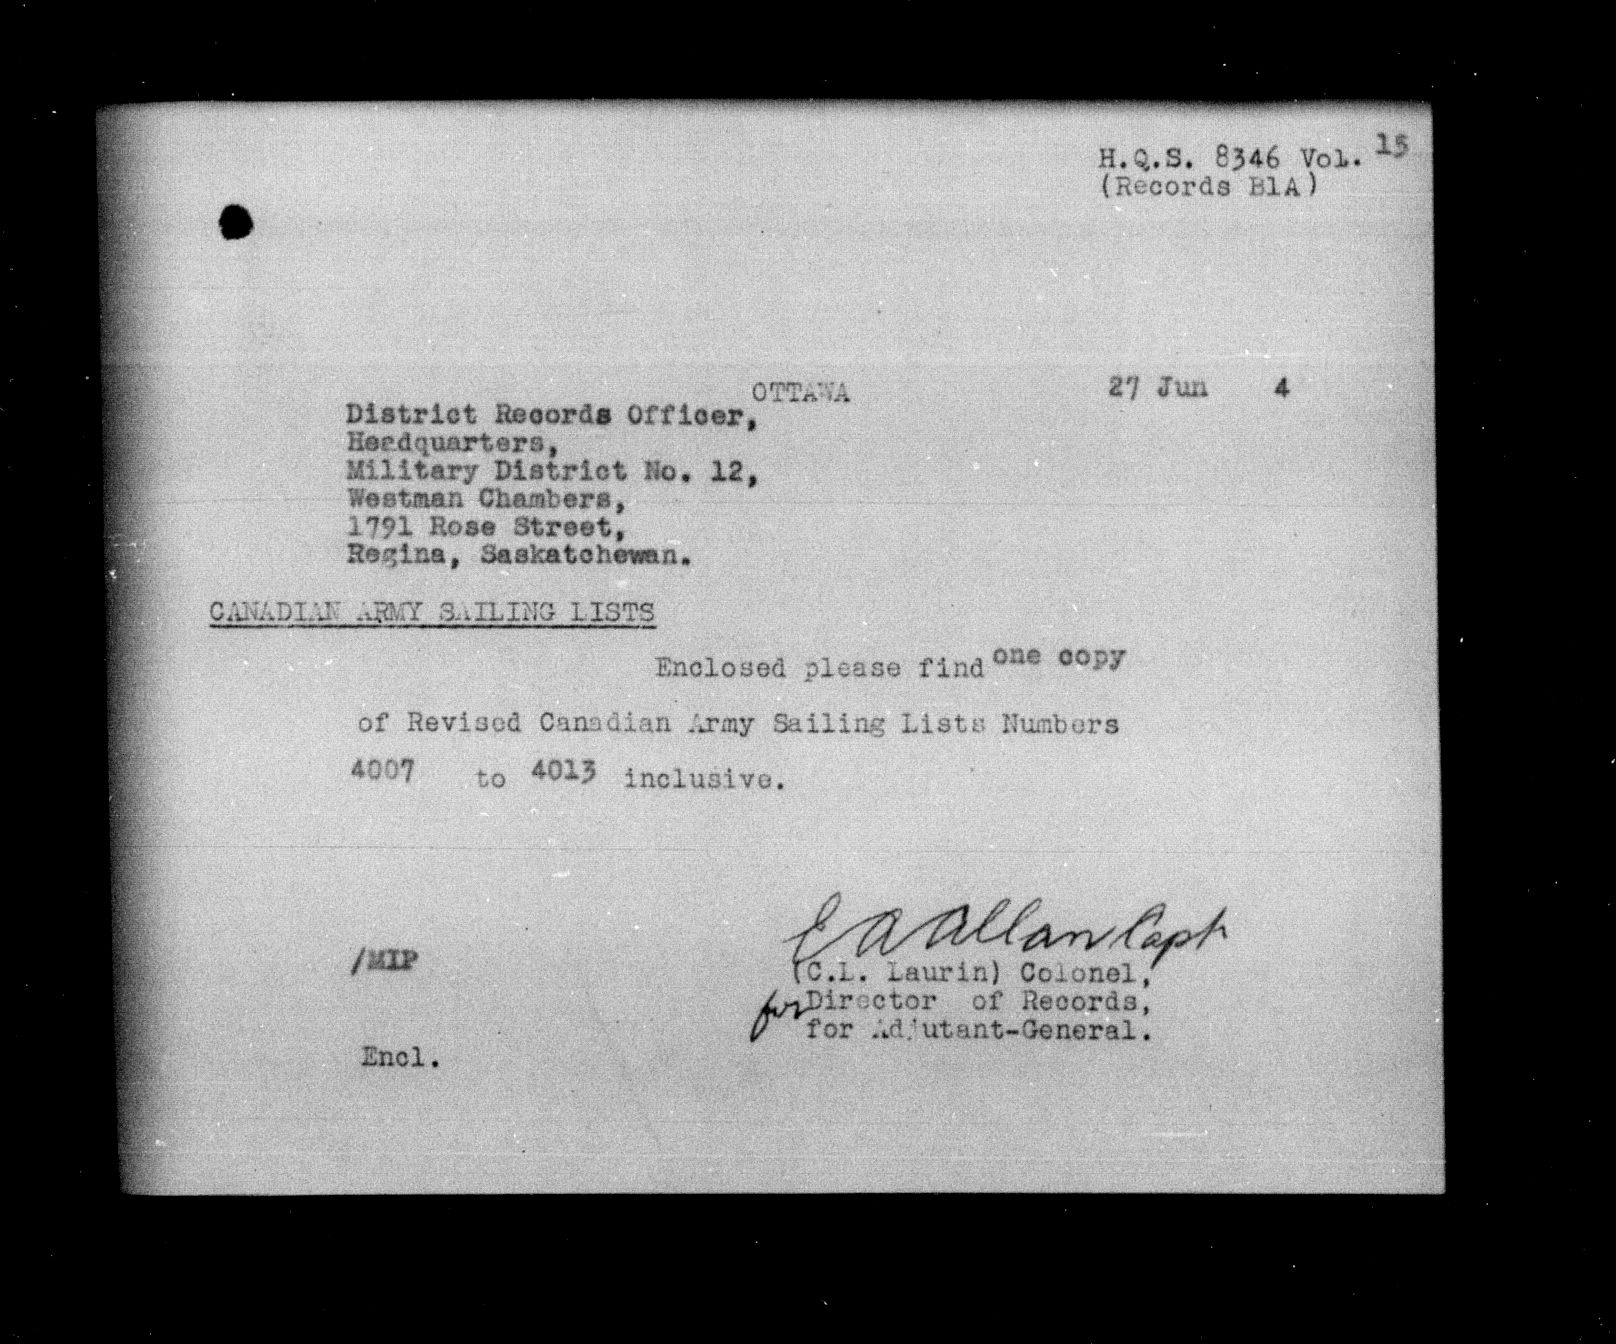 H.Q.S. 8346 Vol. 15
(Records B1A)
OTTAWA 27 Jun 4
District Records Officer,
Headquarters,
Military District No. 12,
Westman Chambers,
1791 Rose Street,
Regina, Saskatchewan.
CANADIAN ARMY SAILING LISTS
Enclosed please find one copy
of Revised Canadian Army Sailing Lists Numbers
4007 to 4013 inclusive.
E A Allan Capt
/MIP
(C.L. Laurin) Colonel,
for Director of Records,
for Adjutant-General.
Encl.